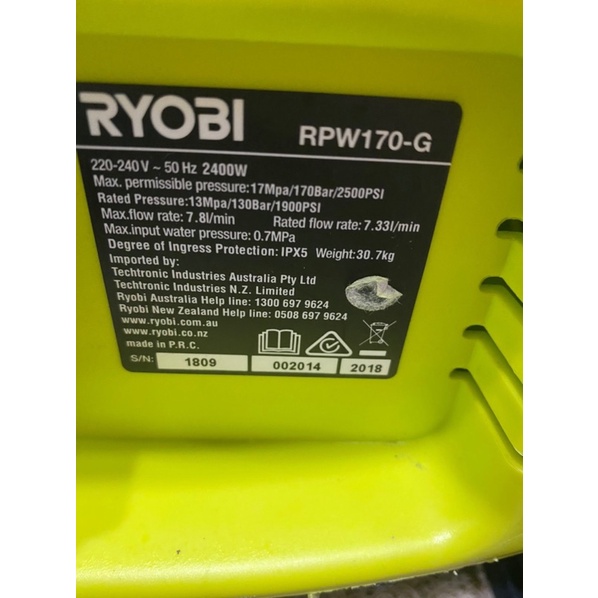 RYOBI RPW170-G
220-240V ~ 50Hz 2400W
Max. permissible pressure:17Mpa/170Bar/2500PSI
Rated Pressure:13Mpa/130Bar/1900PSI
Max.flow rate: 7.8l/min Rated flow rate: 7.33l/min
Max.input water pressure: 0.7MPa
Degree of Ingress Protection: IPX5 Weight:30.7kg
Imported by:
Techtronic Industries Australia Pty Ltd
Techtronic Industries N.Z. Limited
Ryobi Australia Help line: 1300 697 9624
Ryobi New Zealand Help line: 0508 697 9624
www.ryobi.com.au
www.ryobi.co.nz
made in P.R.C.
S/N: 1809 002014 2018